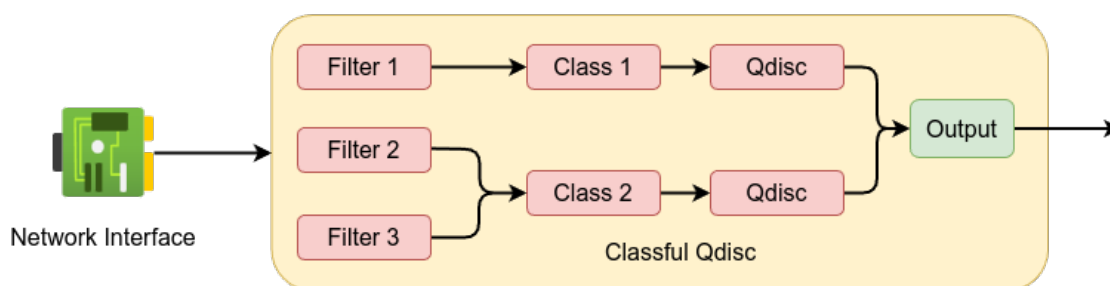 Filter 1
Class 1
Qdisc
Filter 2
Output
Class 2
Qdisc
Filter 3
Network Interface
Classful Qdisc